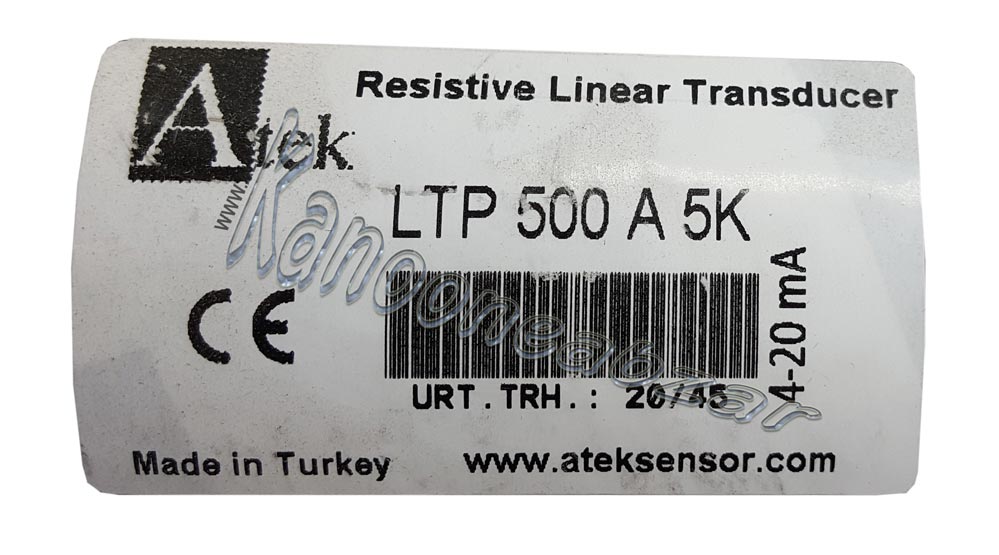 Atek
Resistive Linear Transducer
LTP 500 A 5K
4-20 mA
CE
URT.TRH.: 20/45
Made in Turkey
www.ateksensor.com
www.Kanooneabzar